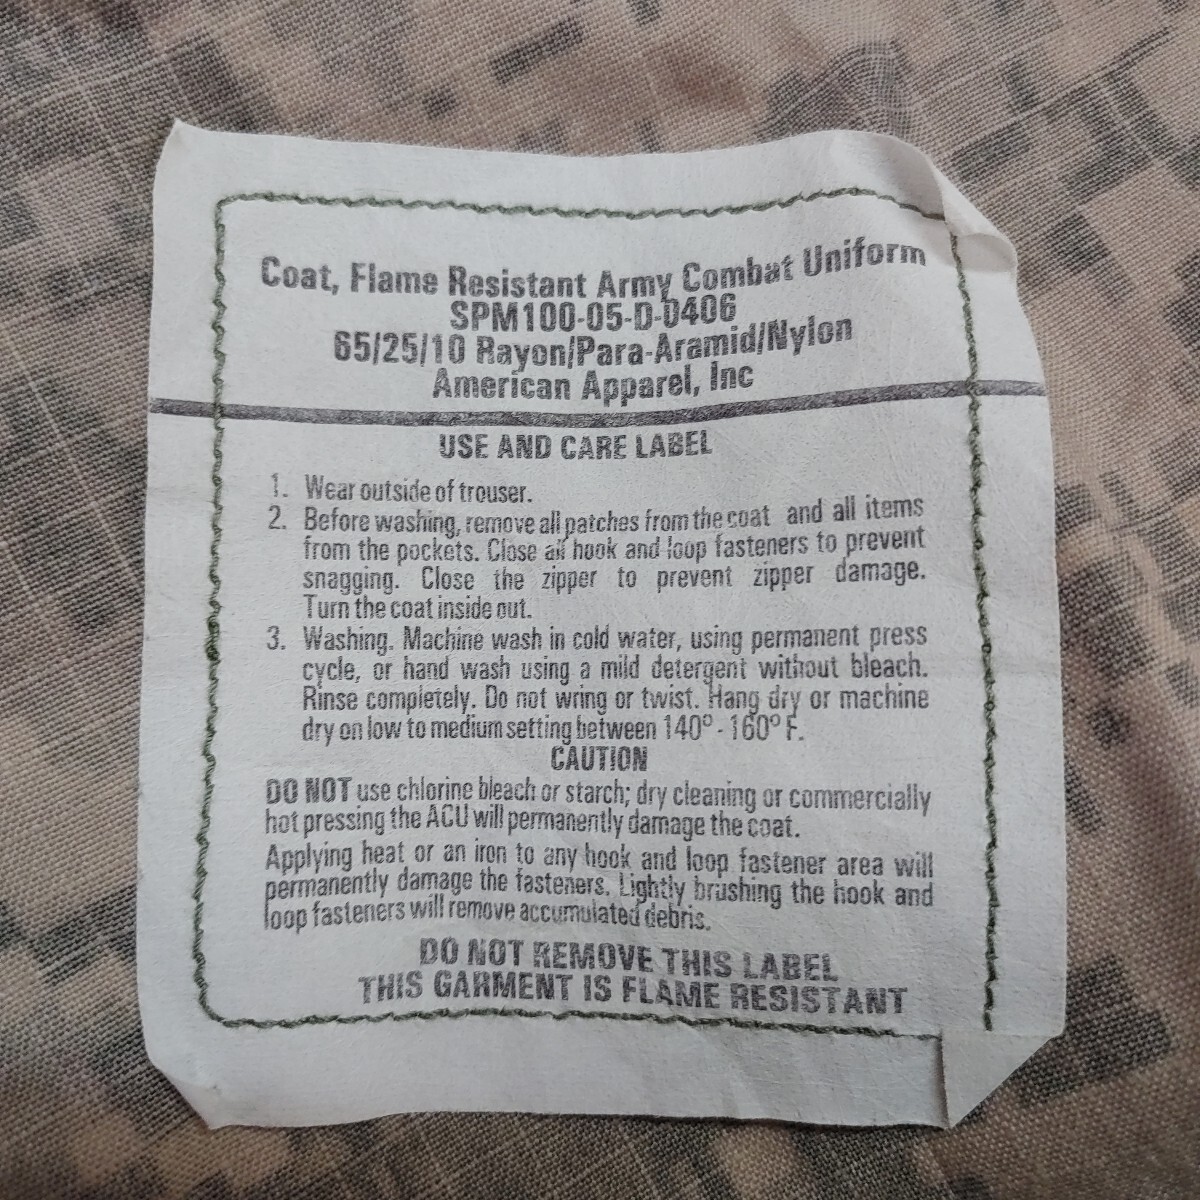 Coat, Flame Resistant Army Combat Uniform
SPM100-05-D-0406
65/25/10 Rayon/Para-Aramid/Nylon
American Apparel, Inc
USE AND CARE LABEL
1. Wear outside of trouser.
2. Before washing, remove all patches from the coat and all items
from the pockets. Close all hook and loop fasteners to prevent
snagging. Close the zipper to prevent zipper damage.
Turn the coat inside out.
3. Washing. Machine wash in cold water, using permanent press
cycle, or hand wash using a mild detergent without bleach.
Rinse completely. Do not wring or twist. Hang dry or machine
dry on low to medium setting between 140° - 160° F.
CAUTION
DO NOT use chlorine bleach or starch; dry cleaning or commercially
hot pressing the ACU will permanently damage the coat.
Applying heat or an iron to any hook and loop fastener area will
permanently damage the fasteners. Lightly brushing the hook and
loop fasteners will remove accumulated debris.
DO NOT REMOVE THIS LABEL
THIS GARMENT IS FLAME RESISTANT